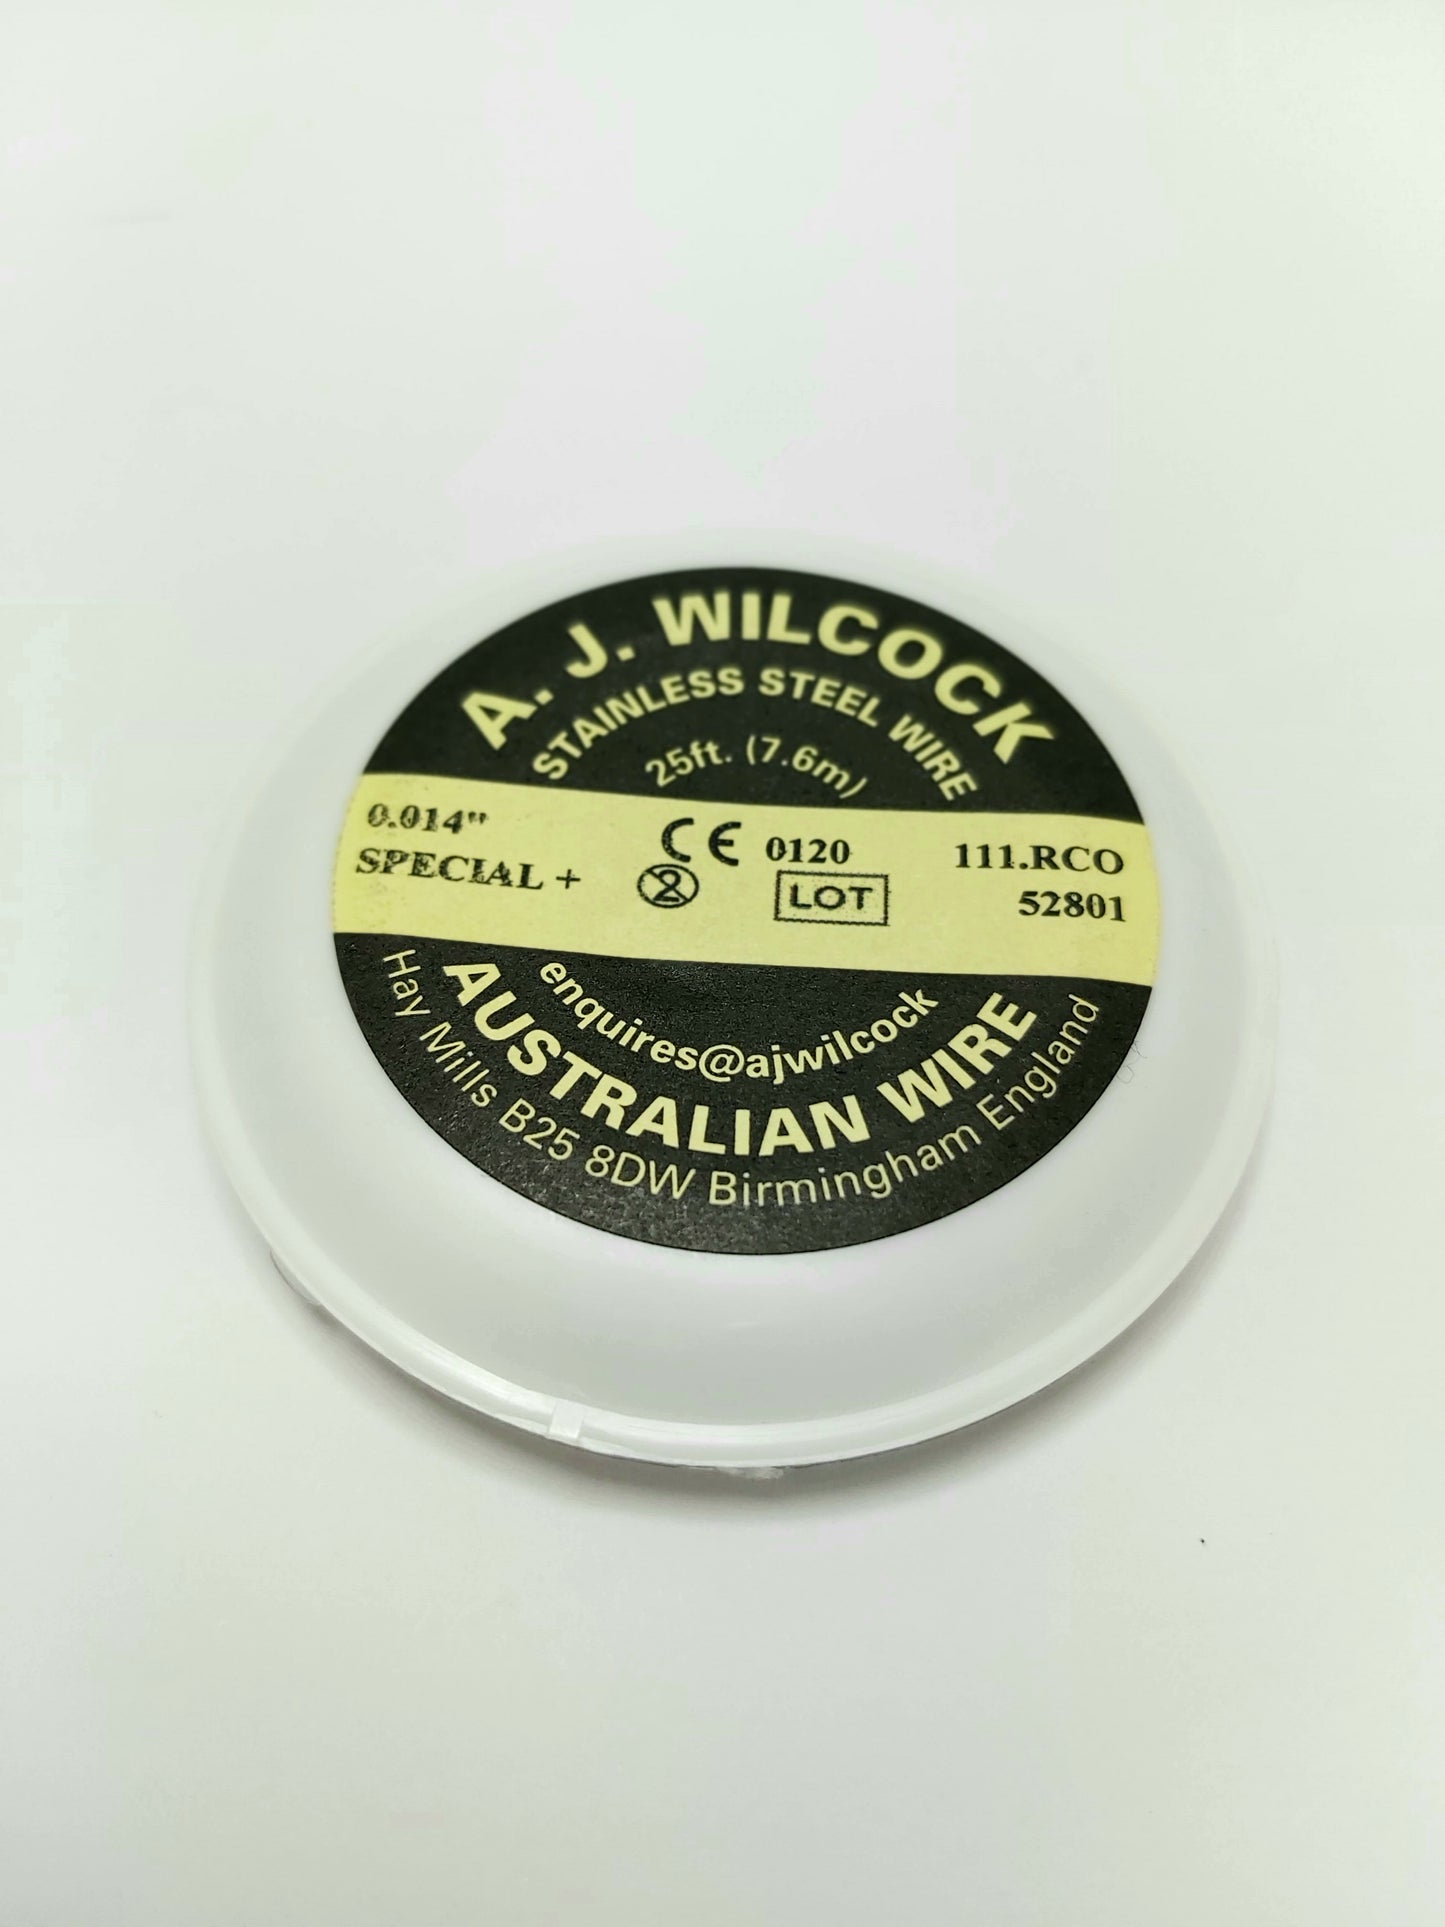 A. J. WILCOCK
STAINLESS STEEL WIRE
25ft. (7.6m)
0.014"
SPECIAL +
CE 0120
2
LOT
111.RCO
52801
enquires@ajwilcock
AUSTRALIAN WIRE
Hay Mills B25 8DW Birmingham England